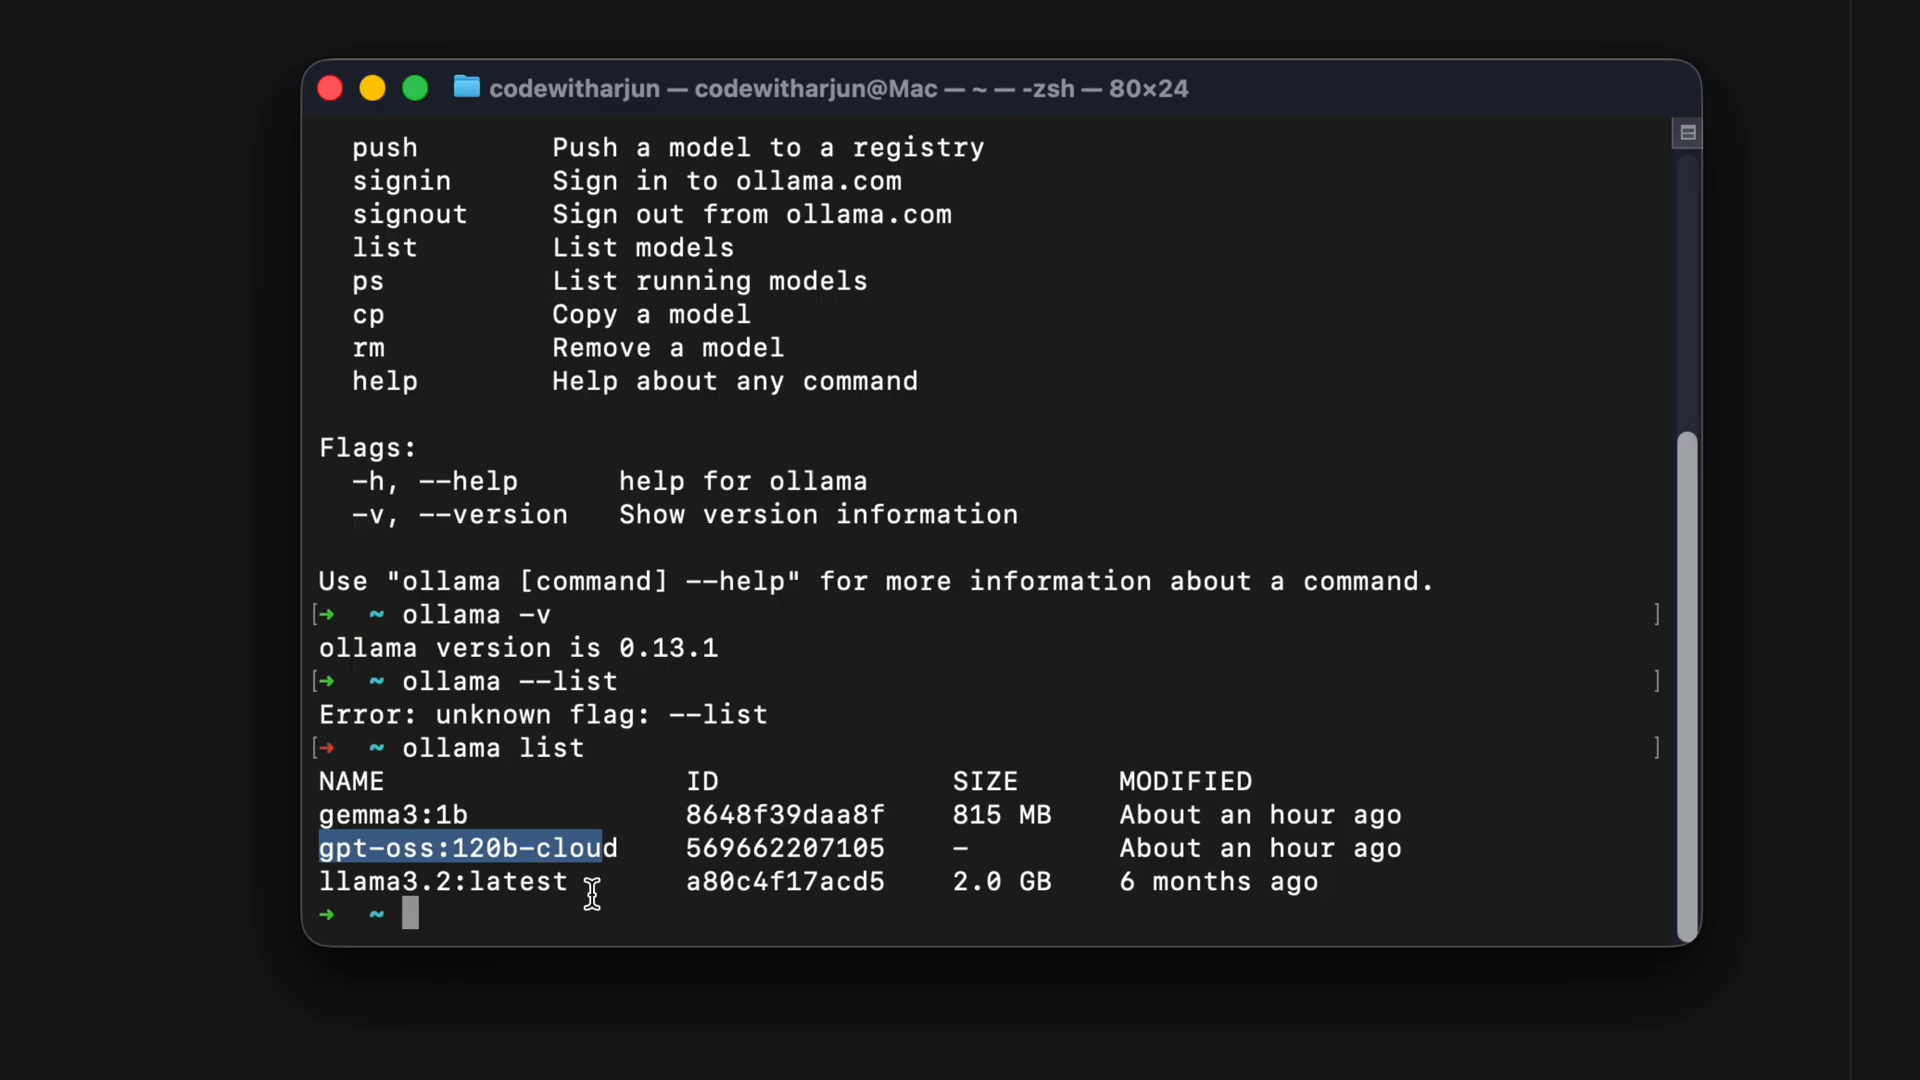 codewitharjun — codewitharjun@Mac — ~ — -zsh — 80×24
push Push a model to a registry
signin Sign in to ollama.com
signout Sign out from ollama.com
list List models
ps List running models
cp Copy a model
rm Remove a model
help Help about any command
Flags:
-h, --help help for ollama
-v, --version Show version information
Use "ollama [command] --help" for more information about a command.
[➜ ~ ollama -v ]
ollama version is 0.13.1
[➜ ~ ollama --list ]
Error: unknown flag: --list
[➜ ~ ollama list ]
NAME ID SIZE MODIFIED
gemma3:1b 8648f39daa8f 815 MB About an hour ago
gpt-oss:120b-cloud 569662207105 - About an hour ago
llama3.2:latest a80c4f17acd5 2.0 GB 6 months ago
➜ ~